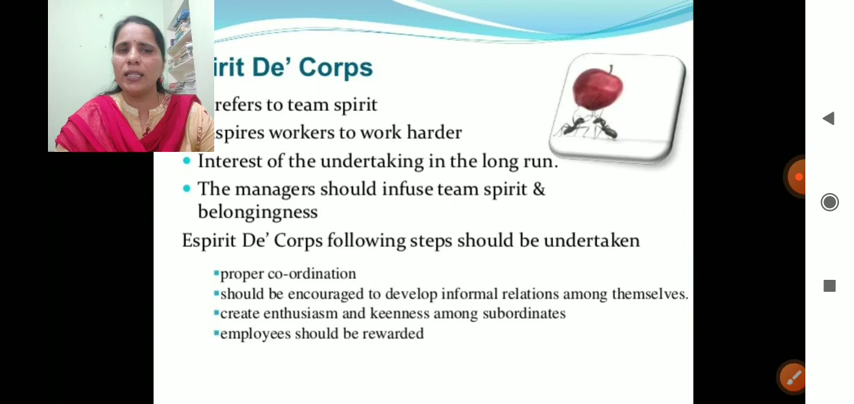 irit De' Corps
refers to team spirit
spires workers to work harder
Interest of the undertaking in the long run.
The managers should infuse team spirit &
belongingness
Espirit De' Corps following steps should be undertaken
proper co-ordination
should be encouraged to develop informal relations among themselves.
create enthusiasm and keenness among subordinates
employees should be rewarded